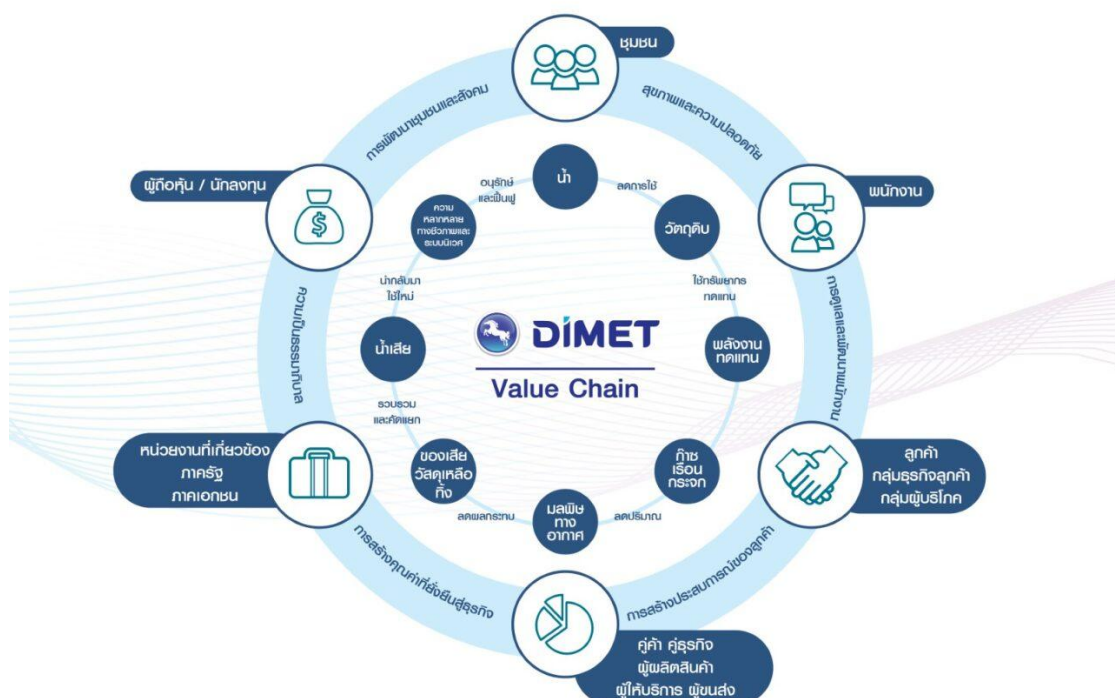 ชุมชน
สุขภาพและความปลอดภัย
พนักงาน
การดูแลและพัฒนาพนักงาน
ลูกค้า
กลุ่มธุรกิจลูกค้า
กลุ่มผู้บริโภค
การสร้างประสบการณ์ของลูกค้า
คู่ค้า คู่ธุรกิจ
ผู้ผลิตสินค้า
ผู้ให้บริการ ผู้ขนส่ง
การสร้างคุณค่าที่ยั่งยืนสู่ธุรกิจ
หน่วยงานที่เกี่ยวข้อง
ภาครัฐ
ภาคเอกชน
ความเป็นธรรมาภิบาล
ผู้ถือหุ้น / นักลงทุน
การพัฒนาชุมชนและสังคม
น้ำ
ลดการใช้
วัตถุดิบ
ใช้ทรัพยากร
ทดแทน
พลังงาน
ทดแทน
ก๊าซ
เรือน
กระจก
ลดปริมาณ
มลพิษ
ทาง
อากาศ
ลดผลกระทบ
ของเสีย
วัสดุเหลือ
ทิ้ง
รวบรวม
และคัดแยก
น้ำเสีย
นำกลับมา
ใช้ใหม่
ความ
หลากหลาย
ทางชีวภาพและ
ระบบนิเวศ
อนุรักษ์
และฟื้นฟู
DIMET
Value Chain